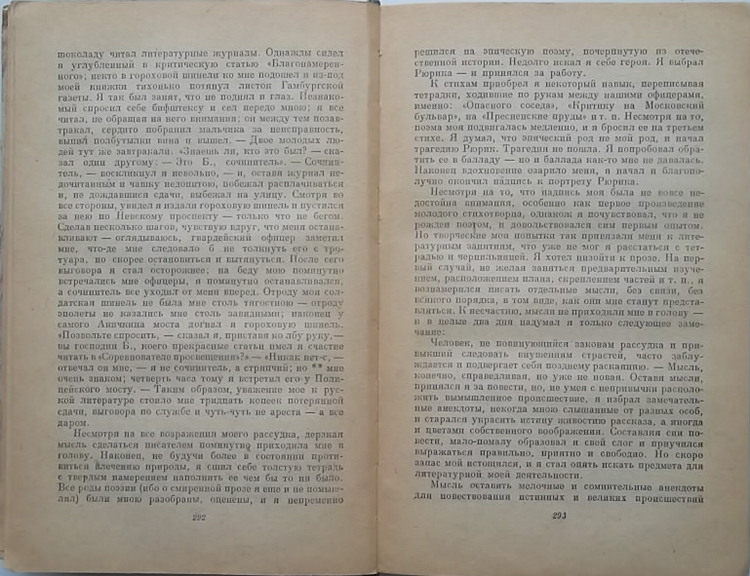 шоколаду читал литературные журналы. Однажды сидел
я углубленный в критическую статью «Благонамерен-
ного»; некто в гороховой шинели ко мне подошел и из-под
моей книжки тихонько потянул листок Гамбургской
газеты. Я так был занят, что не поднял и глаз. Незнако-
мый спросил себе бифштексу и сел передо мною; я все
читал, не обращая на него внимания; он между тем позав-
тракал, сердито побранил мальчика за неисправность,
выпил полбутылки вина и вышел. — Двое молодых лю-
дей тут же завтракали. «Знаешь ли, кто это был? — ска-
зал один другому: — Это Б., сочинитель». — Сочини-
тель, — воскликнул я невольно, — и, оставя журнал не-
дочитанным и чашку недопитою, побежал расплачиваться
и, не дождавшися сдачи, выбежал на улицу. Смотря во
все стороны, увидел я издали гороховую шинель и пустился
за нею по Невскому проспекту — только что не бегом.
Сделав несколько шагов, чувствую вдруг, что меня оста-
навливают — оглядываюсь, гвардейский офицер заметил
мне, что-де мне следовало б не толкнуть его с тро-
туара, но скорее остановиться и вытянуться. После сего
выговора я стал осторожнее; на беду мою поминутно
встречались мне офицеры, я поминутно останавливался,
а сочинитель все уходил от меня вперед. Отроду моя сол-
датская шинель не была мне столь тягостною — отроду
эполеты не казались мне столь завидными; наконец у
самого Аничкина моста догнал я гороховую шинель.
«Позвольте спросить, — сказал я, приставя ко лбу руку, —
вы господин Б., коего прекрасные статьи имел я счастие
читать в «Соревнователе просвещения?» — «Никак нет-с, —
отвечал он мне, — я не сочинитель, а стряпчий; но ** мне
очень знаком; четверть часа тому я встретил его у Поли-
цейского мосту. — Таким образом, уважение мое к рус-
кой литературе стоило мне тридцать копеек потерянной
сдачи, выговора по службе и чуть-чуть не ареста — а все
даром.
Несмотря на все возражения моего рассудка, дерзкая
мысль сделаться писателем поминутно приходила мне в
голову. Наконец, не будучи более в состоянии проти-
виться влечению природы, я сшил себе толстую тетрадь
с твердым намерением наполнить ее чем бы то ни было.
Все роды поэзии (ибо о смиренной прозе я еще и не помыш-
лял) были мною разобраны, оценены, и я непременно
292
решился на эпическую поэму, почерпнутую из отече-
ственной истории. Недолго искал я себе героя. Я выбрал
Рюрика — и принялся за работу.
К стихам приобрел я некоторый навык, переписывая
тетрадки, ходившие по рукам между нашими офицерами,
именно: «Опасного соседа», «Критику на Московский
бульвар», на «Пресненские пруды» и т. п. Несмотря на то,
поэма моя подвигалась медленно, и я бросил ее на третьем
стихе. Я думал, что эпический род не мой род, и начал
трагедию Рюрик. Трагедия не пошла. Я попробовал обра-
тить ее в балладу — но и баллада как-то мне не давалась.
Наконец вдохновение озарило меня, я начал и благопо-
лучно окончил надпись к портрету Рюрика.
Несмотря на то, что надпись моя была не вовсе не-
достойна внимания, особенно как первое произведение
молодого стихотворца, однакож я почувствовал, что я не
рожден поэтом, и довольствовался сим первым опытом.
Но творческие мои попытки так привязали меня к ли-
тературным занятиям, что уже не мог я расстаться с тет-
радью и чернильницей. Я хотел низойти к прозе. На
первый случай, не желая заняться предварительным изуче-
нием, расположением плана, скреплением частей и т. п., я
вознамерился писать отдельные мысли, без связи, без
всякого порядка, в том виде, как они мне станут предста-
вляться. К несчастию, мысли не приходили мне в голову —
и в целые два дня надумал я только следующее заме-
чание:
Человек, не повинующийся законам рассудка и при-
выкший следовать внушениям страстей, часто заблуж-
дается и подвергает себя позднему раскаянию. — Мысль,
конечно, справедливая, но уже не новая. Оставя мысли,
принялся я за повести, но, не умея с непривычки располо-
жить вымышленное происшествие, я избрал замечатель-
ные анекдоты, некогда мною слышанные от разных особ,
и старался украсить истину живостию рассказа, а иногда
и цветами собственного воображения. Составляя сии по-
вести, мало-помалу образовал я свой слог и приучился
выражаться правильно, приятно и свободно. Но скоро
запас мой истощился, и я стал опять искать предмета для
литературной моей деятельности.
Мысль оставить мелочные и сомнительные анекдоты
для повествования истинных и великих происшествий
293